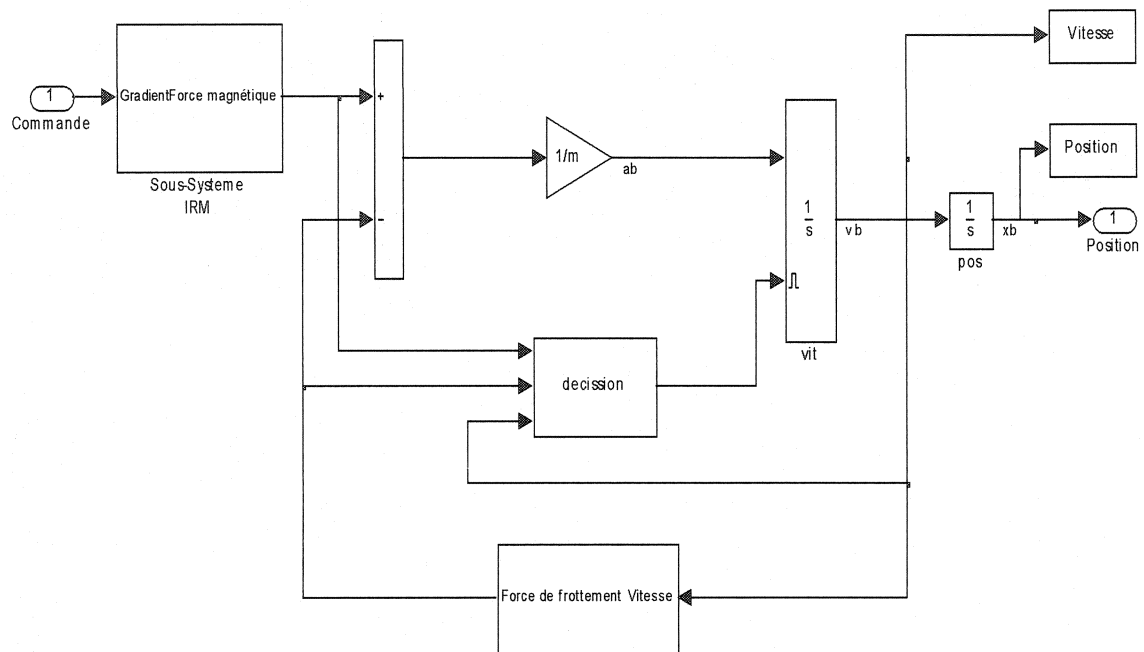 Vitesse
1
Commande
GradientForce magnétique
Sous-Systeme
IRM
+
-
1/m
ab
1
s
vb
vit
Position
1
s
pos
xb
1
Position
decission
Force de frottement Vitesse